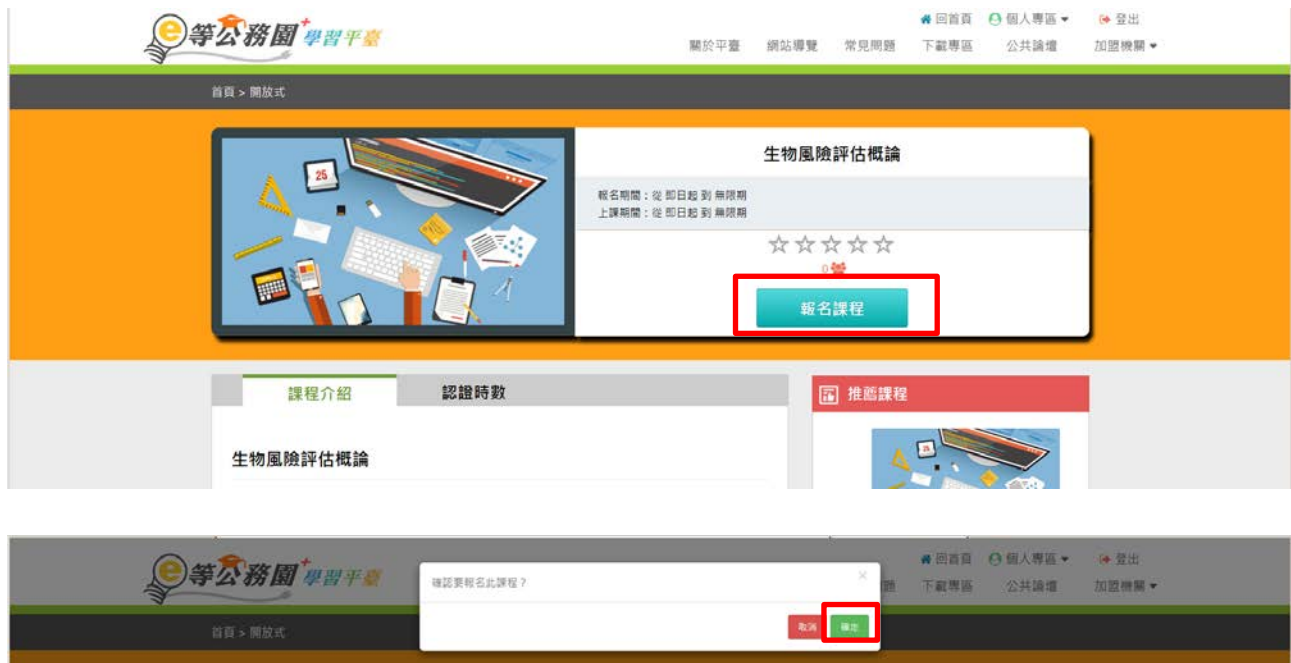 e等公務園+學習平臺
回首頁 個人專區 登出
關於平臺 網站導覽 常見問題 下載專區 公共論壇 加盟機關
首頁 > 開放式
25
生物風險評估概論
報名期間：從 即日起 到 無限期
上課期間：從 即日起 到 無限期
0
報名課程
課程介紹 認證時數
推薦課程
生物風險評估概論
25
e等公務園+學習平臺
確認要報名此課程？ ×
回首頁 個人專區 登出
題 下載專區 公共論壇 加盟機關
取消 確定
首頁 > 開放式